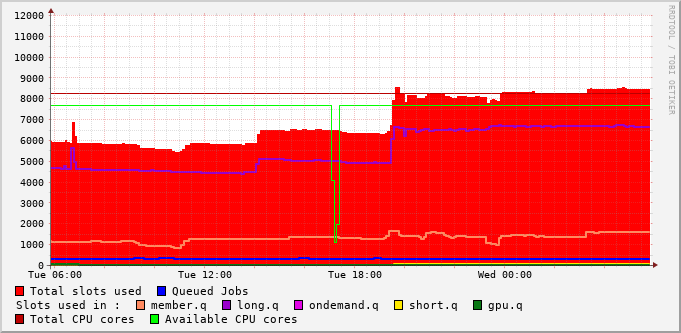 12000
11000
10000
9000
8000
7000
6000
5000
4000
3000
2000
1000
0
Tue 06:00 Tue 12:00 Tue 18:00 Wed 00:00
Total slots used Queued Jobs
Slots used in : member.q long.q ondemand.q short.q gpu.q
Total CPU cores Available CPU cores
RRDTOOL / TOBI OETIKER